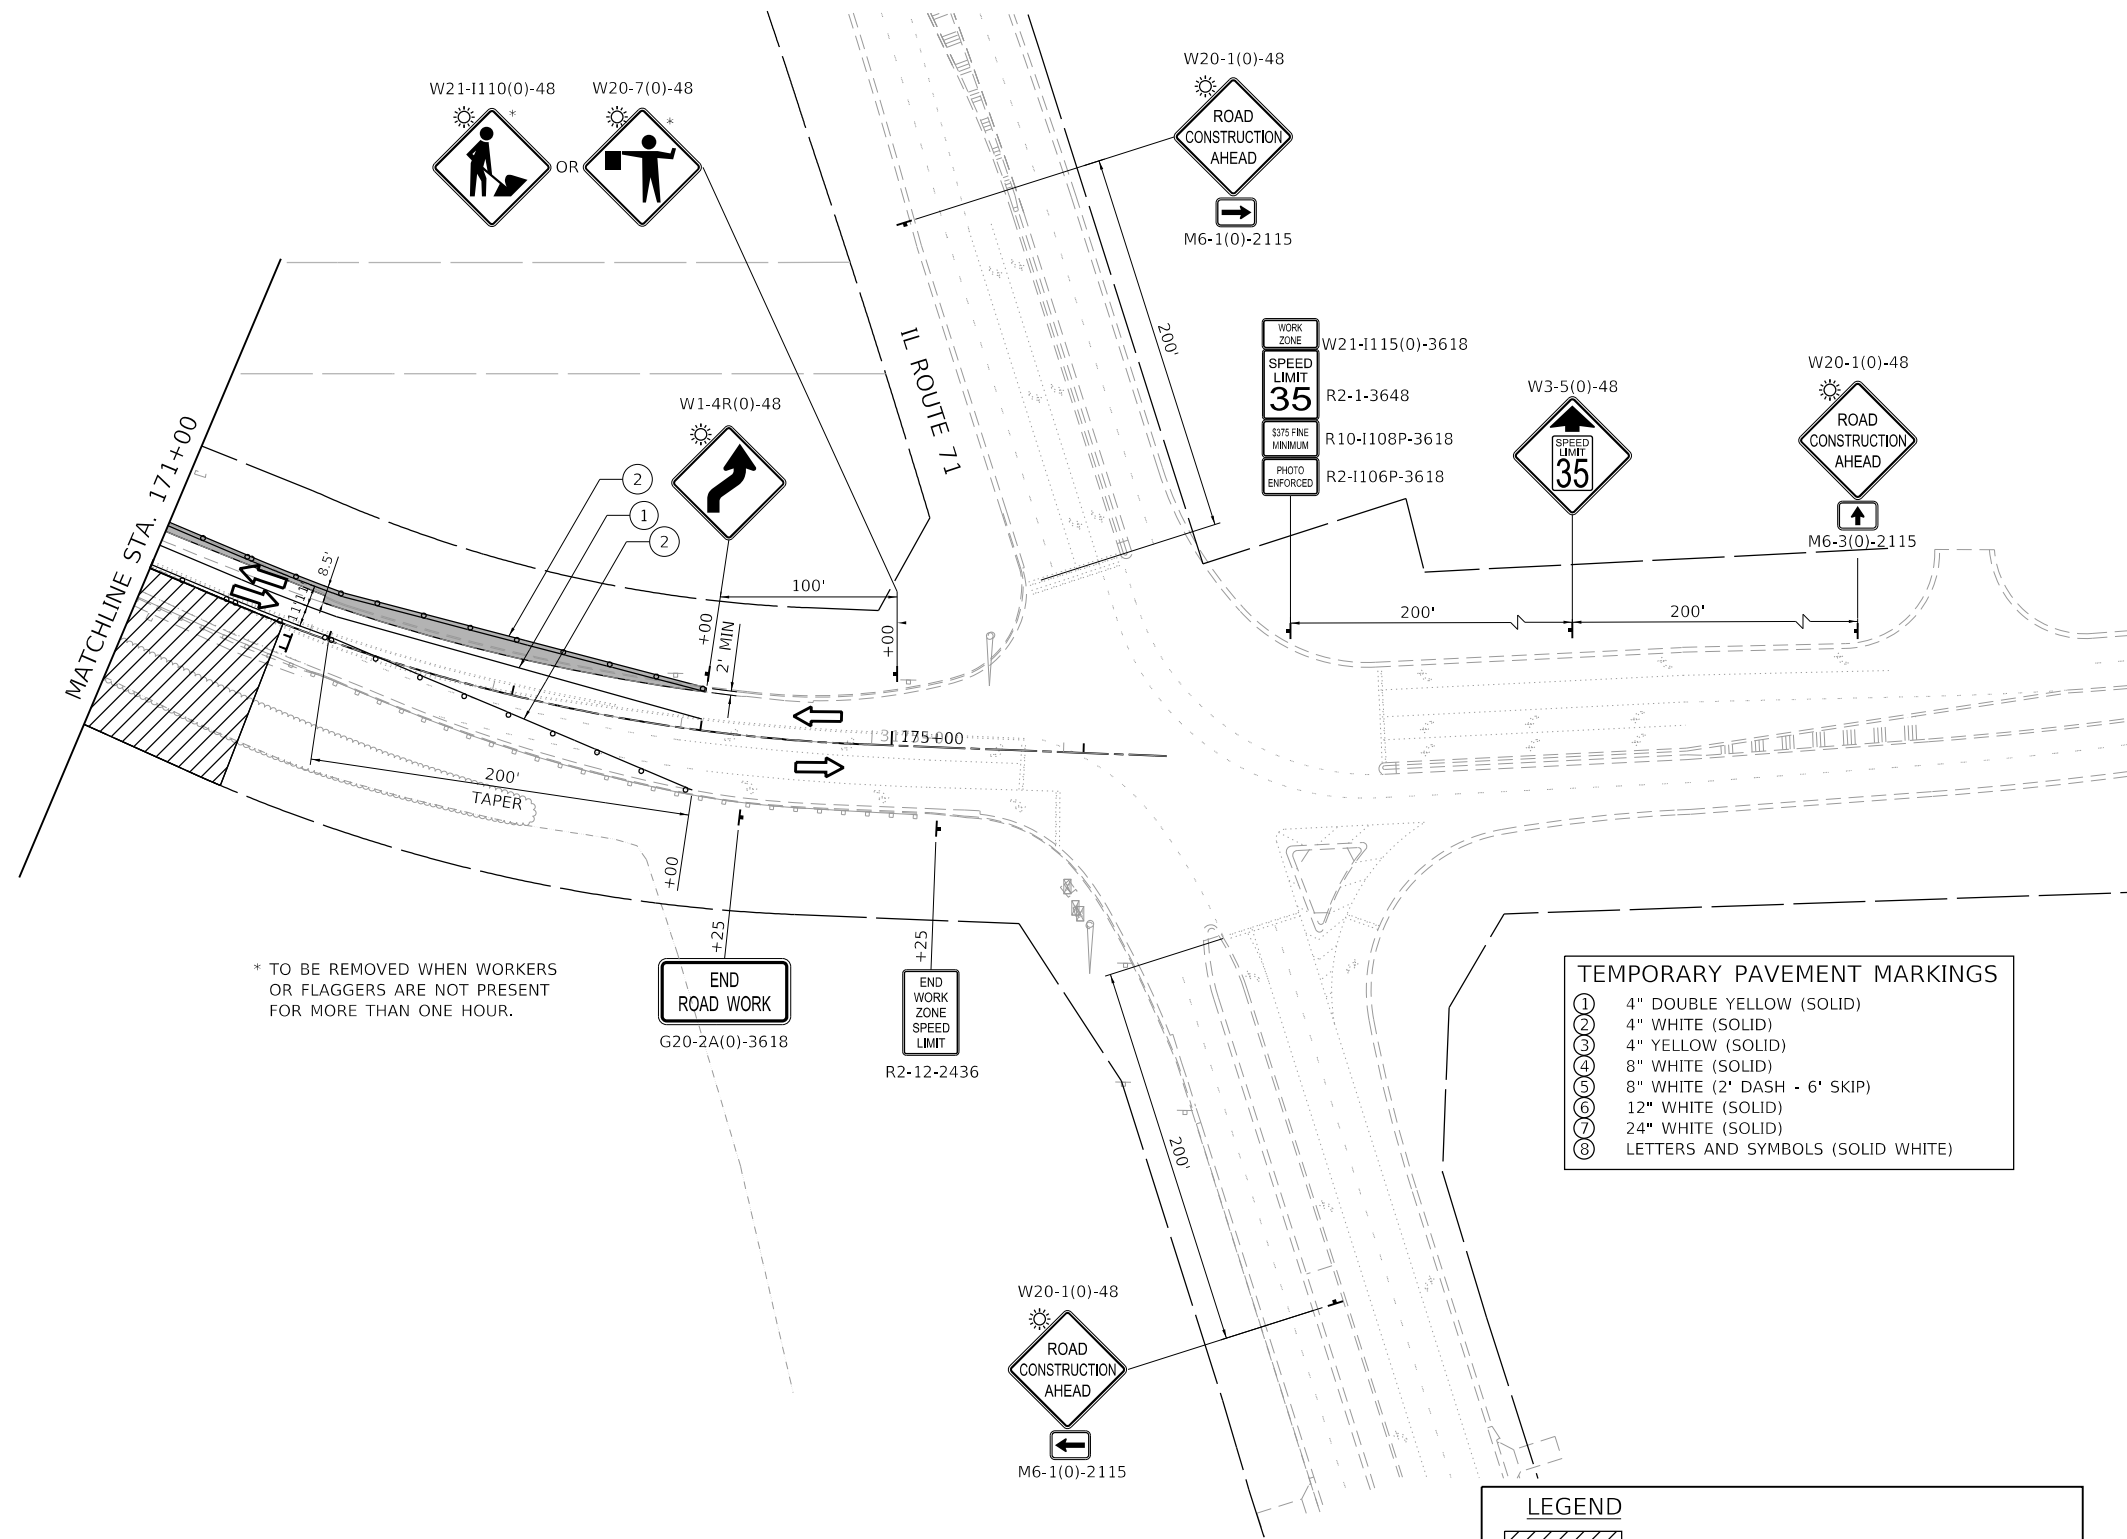 W21-I110(0)-48
*
OR
W20-7(0)-48
*
W20-1(0)-48
ROAD
CONSTRUCTION
AHEAD
M6-1(0)-2115
200'
IL ROUTE 71
WORK
ZONE
W21-I115(0)-3618
SPEED
LIMIT
35
R2-1-3648
$375 FINE
MINIMUM
R10-I108P-3618
PHOTO
ENFORCED
R2-I106P-3618
W3-5(0)-48
SPEED
LIMIT
35
W20-1(0)-48
ROAD
CONSTRUCTION
AHEAD
M6-3(0)-2115
200'
200'
W1-4R(0)-48
2
1
2
MATCHLINE STA. 171+00
8.5'
11'
11'
100'
+00
2' MIN
+00
175+00
200'
TAPER
+00
+25
END
ROAD WORK
G20-2A(0)-3618
+25
END
WORK
ZONE
SPEED
LIMIT
R2-12-2436
* TO BE REMOVED WHEN WORKERS
OR FLAGGERS ARE NOT PRESENT
FOR MORE THAN ONE HOUR.
TEMPORARY PAVEMENT MARKINGS
1 4" DOUBLE YELLOW (SOLID)
2 4" WHITE (SOLID)
3 4" YELLOW (SOLID)
4 8" WHITE (SOLID)
5 8" WHITE (2' DASH - 6' SKIP)
6 12" WHITE (SOLID)
7 24" WHITE (SOLID)
8 LETTERS AND SYMBOLS (SOLID WHITE)
200'
W20-1(0)-48
ROAD
CONSTRUCTION
AHEAD
M6-1(0)-2115
LEGEND